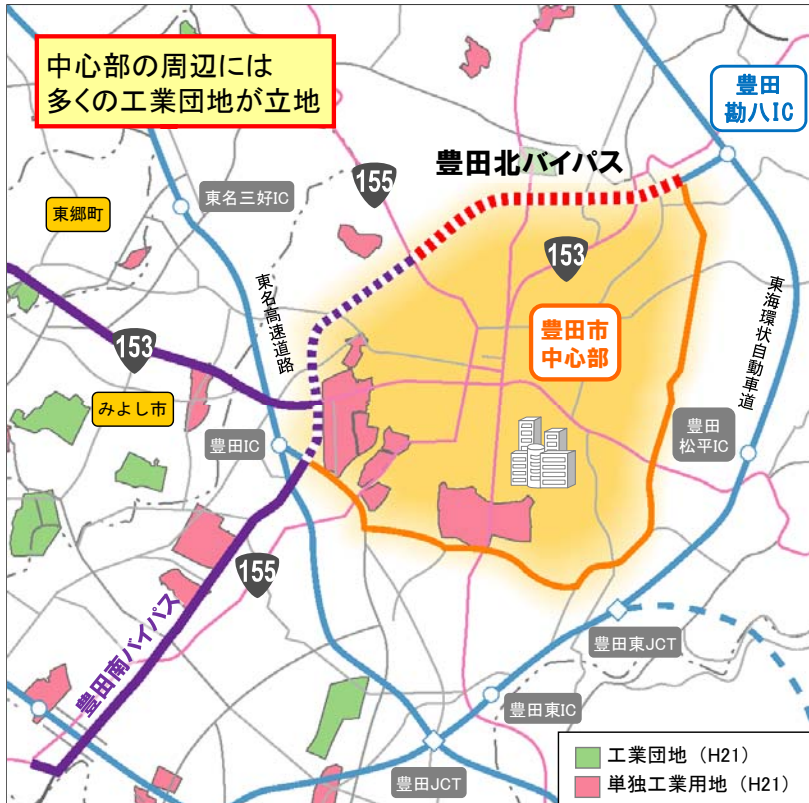 中心部の周辺には
多くの工業団地が立地
豊田
勘八IC
豊田北バイパス
155
東名三好IC
東郷町
153
東名高速道路
豊田市
中心部
東海環状自動車道
153
みよし市
豊田IC
豊田
松平IC
155
豊田南バイパス
豊田東JCT
豊田東IC
豊田JCT
工業団地（H21）
単独工業用地（H21）